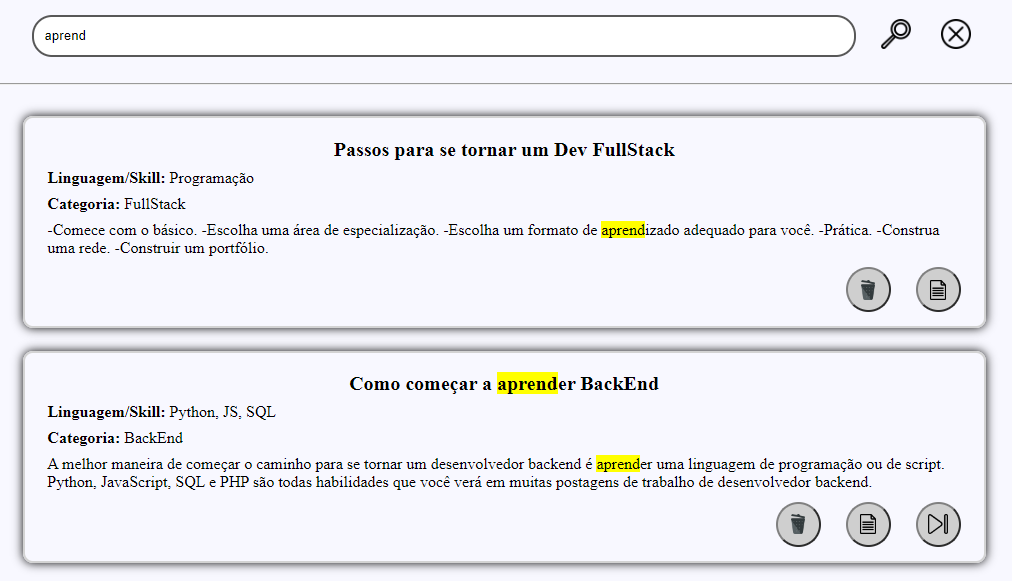 aprend
Passos para se tornar um Dev FullStack
Linguagem/Skill: Programação
Categoria: FullStack
-Comece com o básico. -Escolha uma área de especialização. -Escolha um formato de aprendizado adequado para você. -Prática. -Construa
uma rede. -Construir um portfólio.
Como começar a aprender BackEnd
Linguagem/Skill: Python, JS, SQL
Categoria: BackEnd
A melhor maneira de começar o caminho para se tornar um desenvolvedor backend é aprender uma linguagem de programação ou de script.
Python, JavaScript, SQL e PHP são todas habilidades que você verá em muitas postagens de trabalho de desenvolvedor backend.